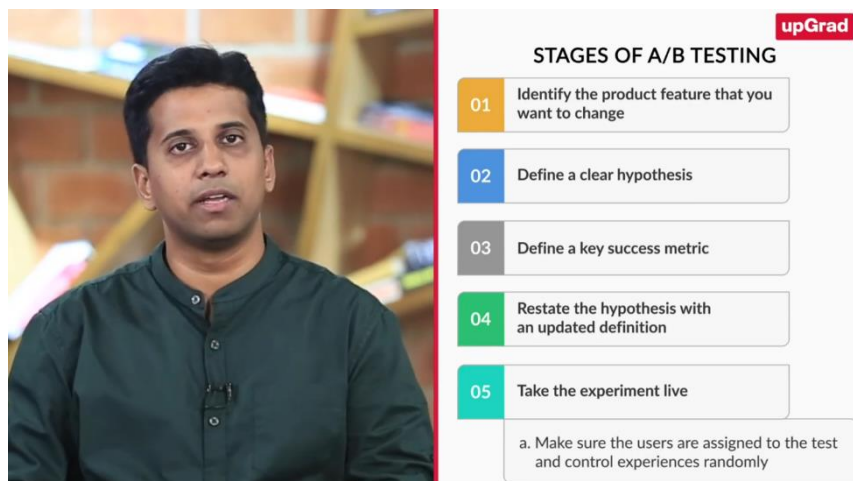 upGrad
STAGES OF A/B TESTING
01
Identify the product feature that you
want to change
02
Define a clear hypothesis
03
Define a key success metric
04
Restate the hypothesis with
an updated definition
05
Take the experiment live
a. Make sure the users are assigned to the test
and control experiences randomly